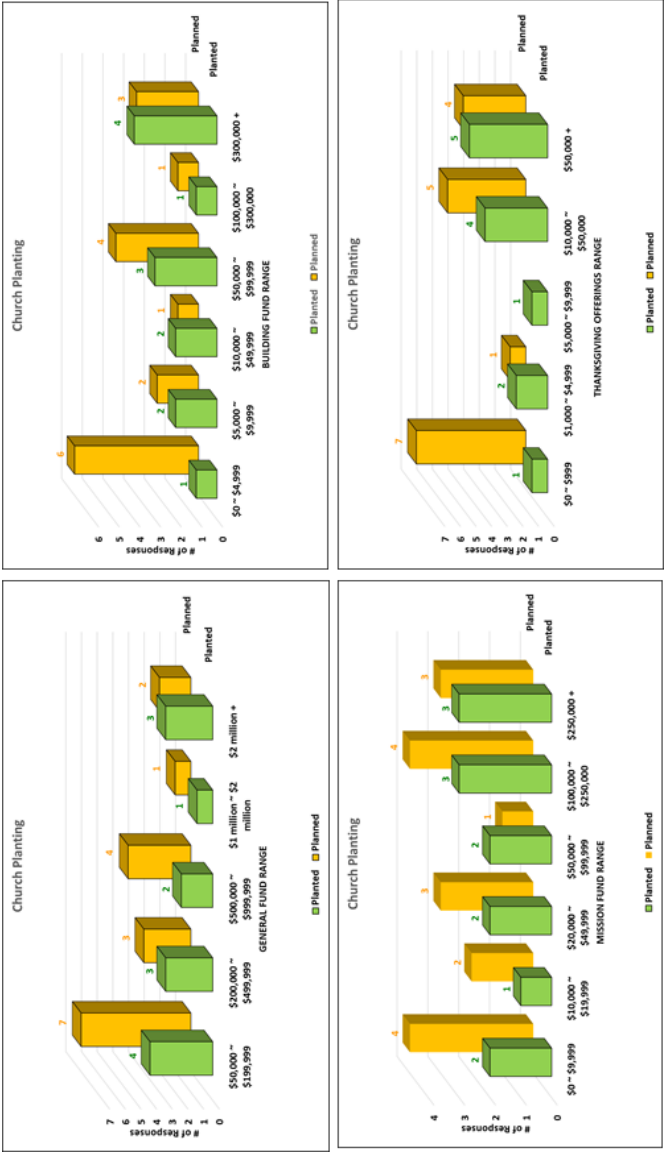 Church Planting
# of Responses
7
6
5
4
3
2
1
0
4 7
3 3
2 4
1 1
3 2
Planned
Planted
$50,000 ~ $199,999
$200,000 ~ $499,999
$500,000 ~ $999,999
$1 million ~ $2 million
$2 million +
GENERAL FUND RANGE
Planted Planned
Church Planting
# of Responses
6
5
4
3
2
1
0
1 6
2 2
2 1
3 4
1 1
4 3
Planned
Planted
$0 ~ $4,999
$5,000 ~ $9,999
$10,000 ~ $49,999
$50,000 ~ $99,999
$100,000 ~ $300,000
$300,000 +
BUILDING FUND RANGE
Planted Planned
Church Planting
# of Responses
4
3
2
1
0
2 4
1 2
2 3
2 1
3 4
3 3
Planned
Planted
$0 ~ $9,999
$10,000 ~ $19,999
$20,000 ~ $49,999
$50,000 ~ $99,999
$100,000 ~ $250,000
$250,000 +
MISSION FUND RANGE
Planted Planned
Church Planting
# of Responses
7
6
5
4
3
2
1
0
1 7
2 1
1
4 5
5 4
Planned
Planted
$0 ~ $999
$1,000 ~ $4,999
$5,000 ~ $9,999
$10,000 ~ $50,000
$50,000 +
THANKSGIVING OFFERINGS RANGE
Planted Planned